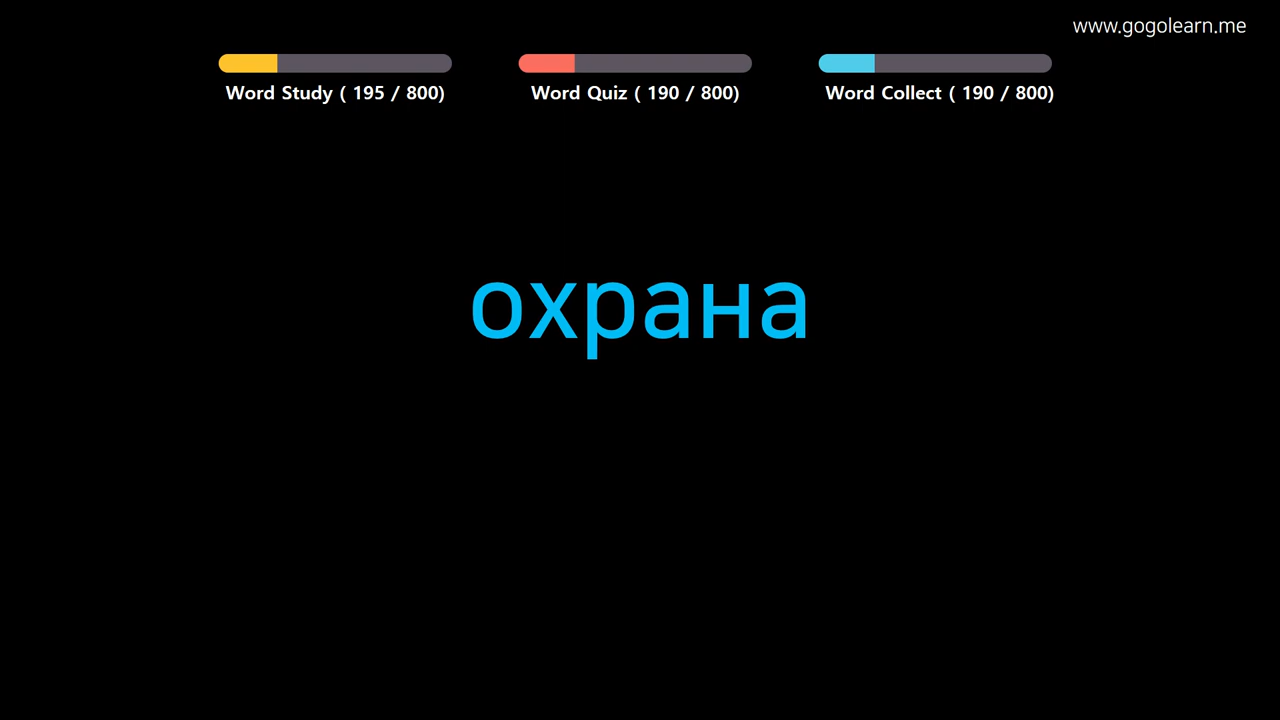 www.gogolearn.me
Word Study ( 195 / 800)
Word Quiz ( 190 / 800)
Word Collect ( 190 / 800)
охрана